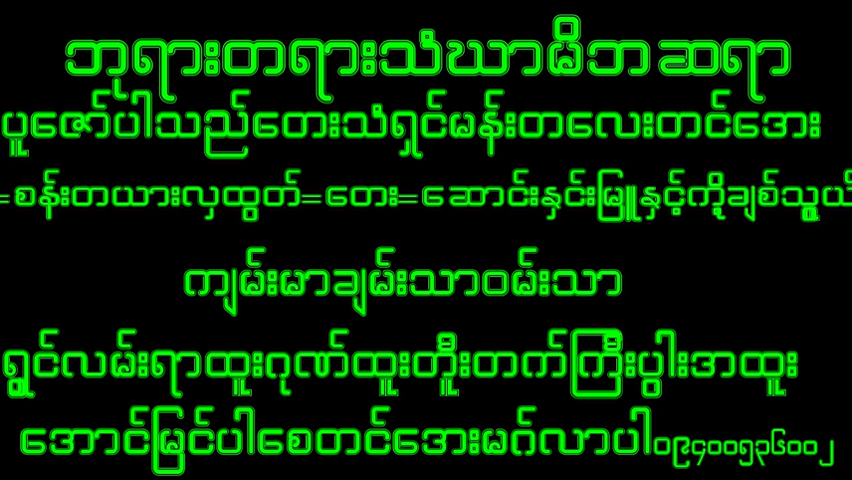 ဘုရားတရားသံဃာမိဘဆရာ
ပူဇော်ပါသည်တေးသံရှင်မန်းတလေးတင်အေး
=စန်းတယားလှထွတ်=တေး=ဆောင်းနှင်းမြူနှင့်ကိုချစ်သူယ်
ကျမ်းမာချမ်းသာဝမ်းသာ
ရွှင်လမ်းရာထူးဂုဏ်ထူးတိူးတက်ကြီးပွါးအထူး
အောင်မြင်ပါစေတင်အေးမင်္ဂလာပါ၀၉၄၀၀၅၃၆၀၀၂